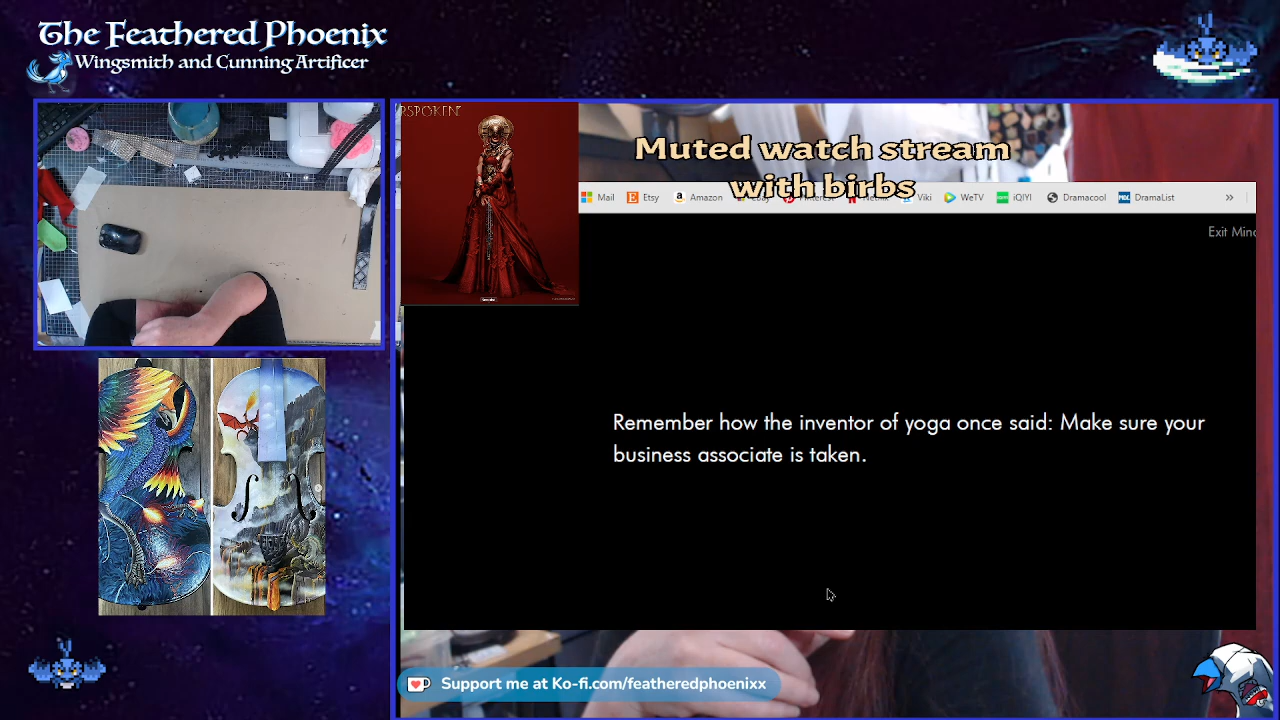 The Feathered Phoenix
Wingsmith and Cunning Artificer
RSPOKEN
Muted watch stream
with birbs
Mail Etsy Amazon Viki WeTV iQIYI Dramacool DramaList »
Exit Minc
Remember how the inventor of yoga once said: Make sure your
business associate is taken.
Support me at Ko-fi.com/featheredphoenixx